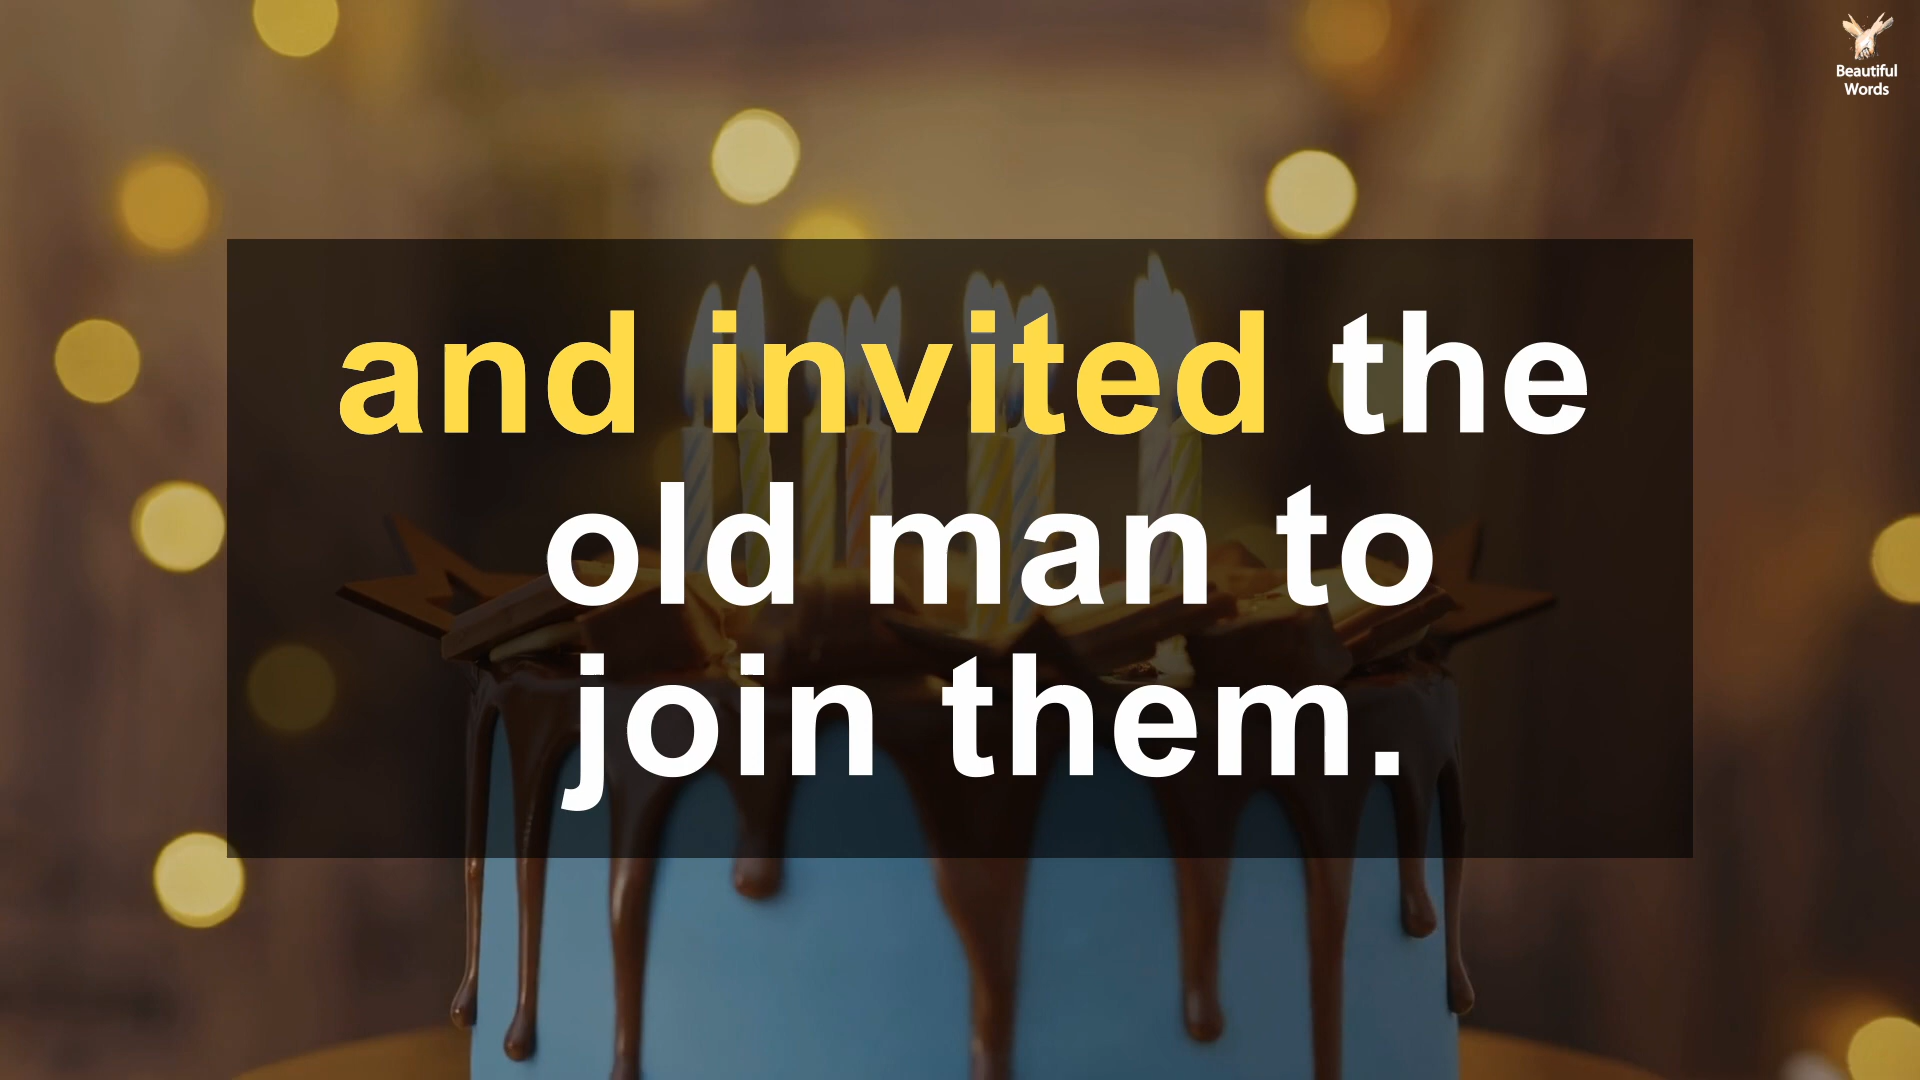 Beautiful
Words
and invited the
old man to
join them.